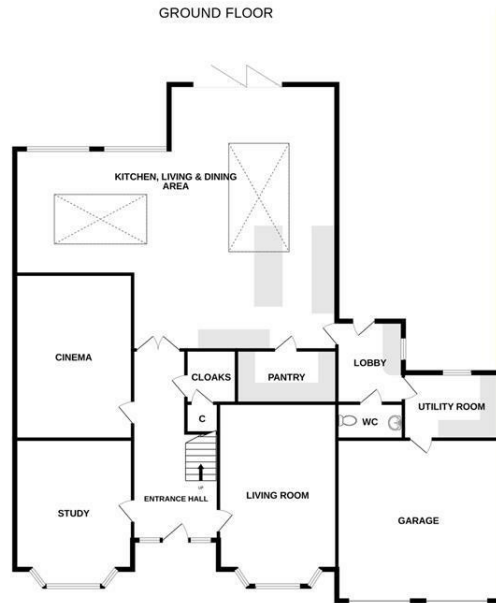 GROUND FLOOR
KITCHEN, LIVING & DINING
AREA
CINEMA
CLOAKS
PANTRY
LOBBY
C
WC
UTILITY ROOM
UP
ENTRANCE HALL
LIVING ROOM
STUDY
GARAGE